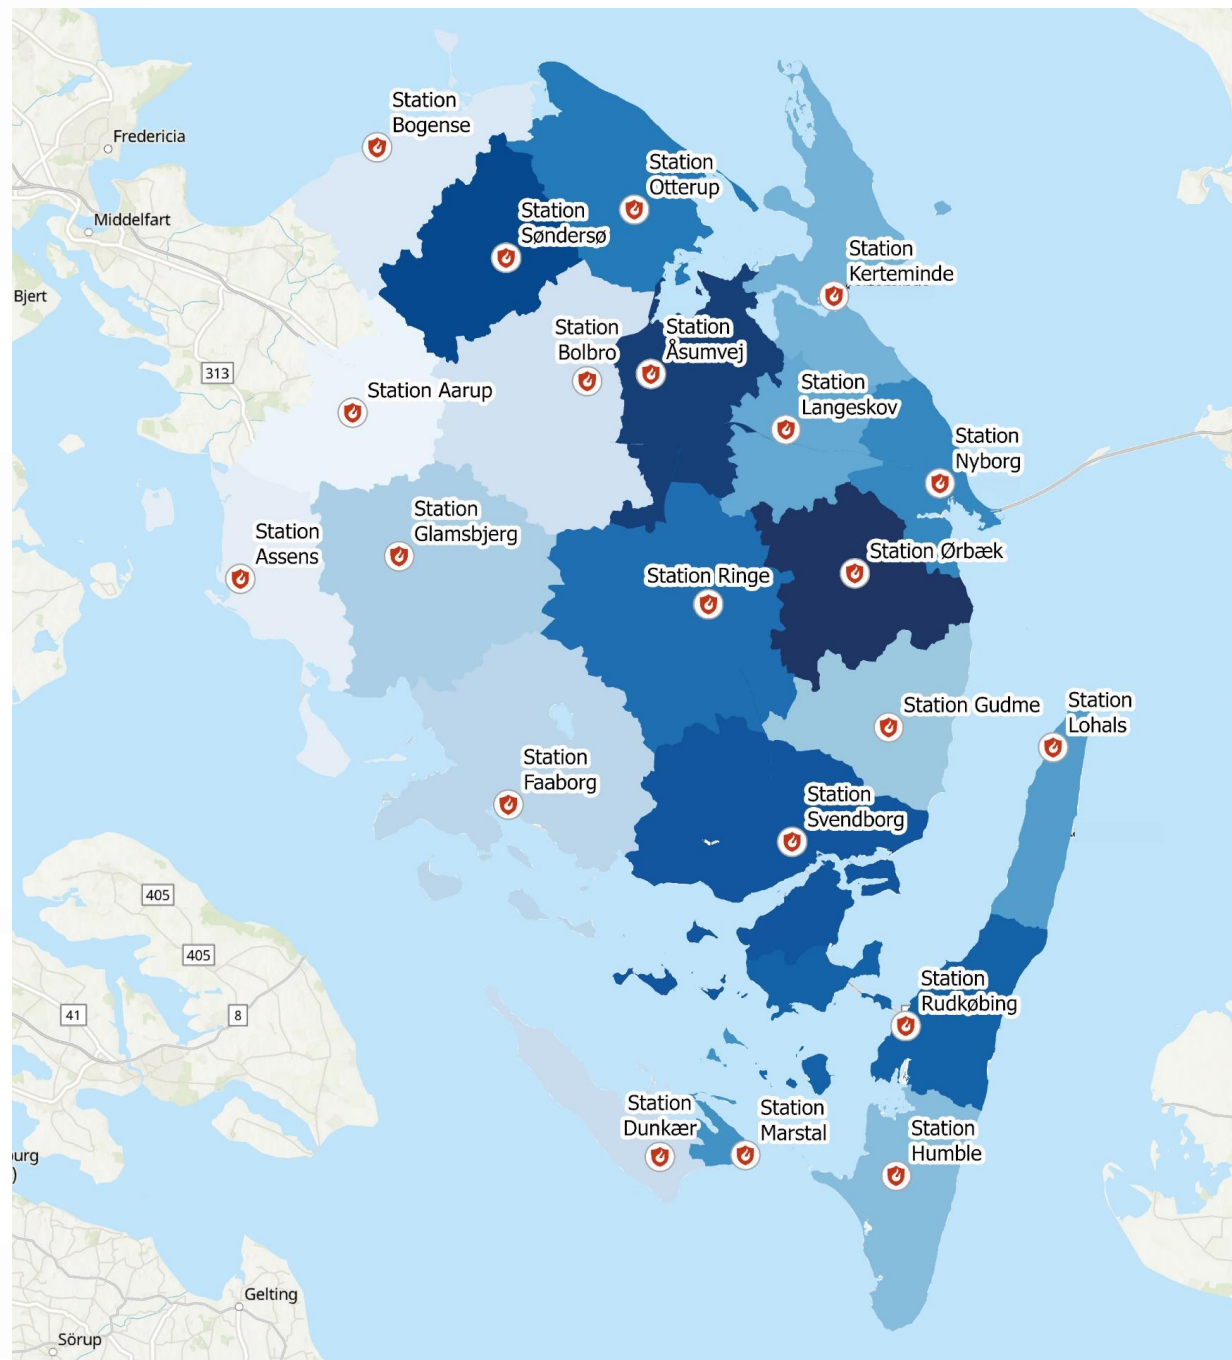 Station
Bogense
Fredericia
Station
Otterup
Middelfart
Station
Søndersø
Station
Kerteminde
Bjert
Station
Bolbro
Station
Åsumvej
313
Station Aarup
Station
Langeskov
Station
Nyborg
Station
Glamsbjerg
Station
Assens
Station Ørbæk
Station Ringe
Station Gudme
Station
Lohals
Station
Faaborg
Station
Svendborg
405
405
Station
Rudkøbing
41
8
Station
Dunkær
Station
Marstal
Station
Humble
urg
)
Gelting
Sörup